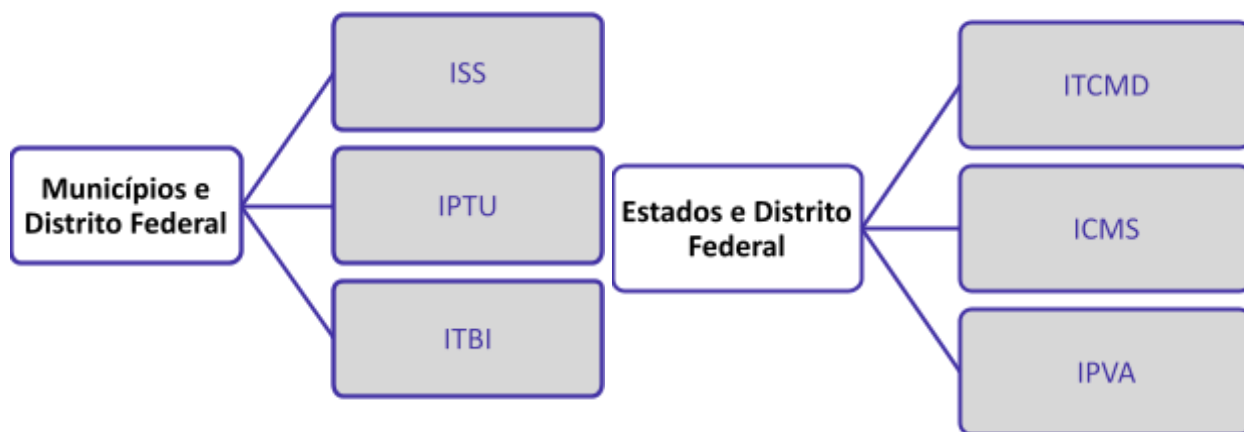 Municípios e
Distrito Federal
ISS
IPTU
ITBI
Estados e Distrito
Federal
ITCMD
ICMS
IPVA